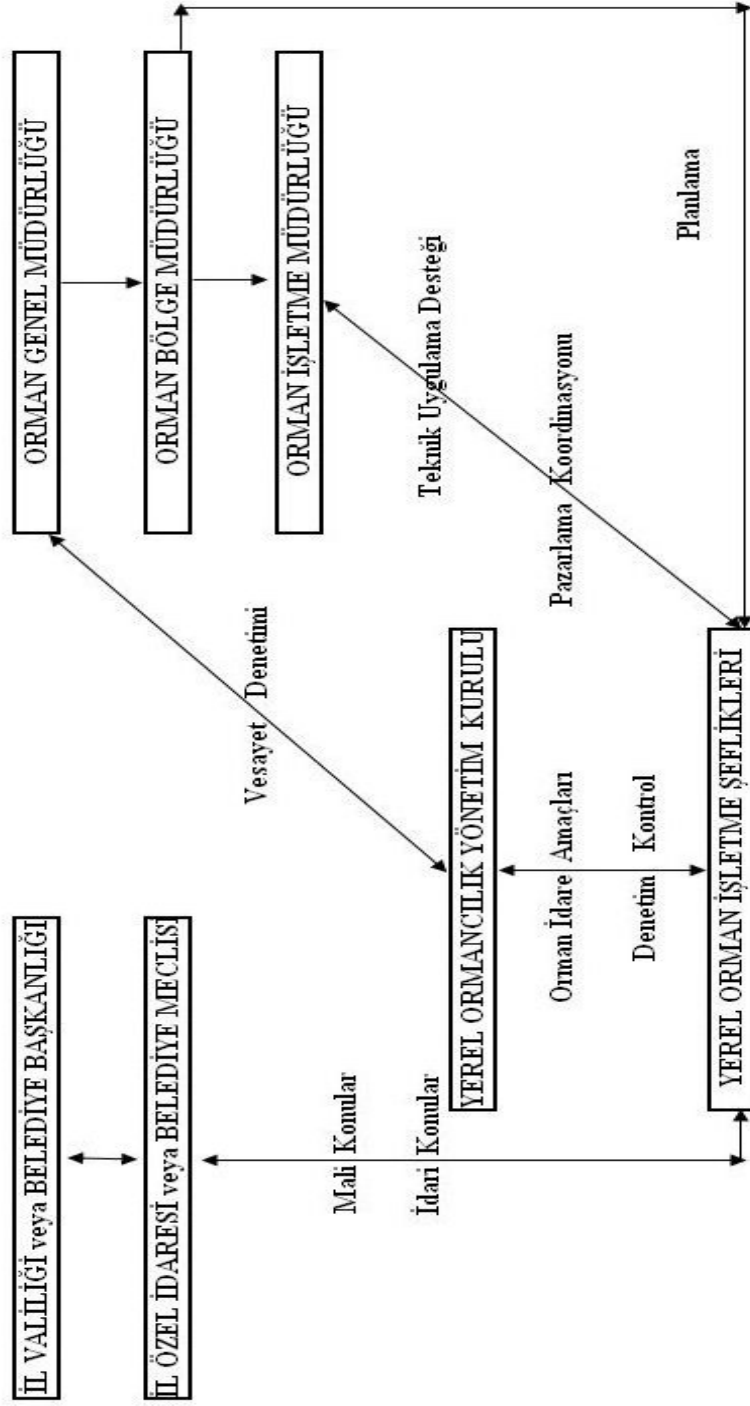 İL VALİLİĞİ veya BELEDİYE BAŞKANLIĞI
ORMAN GENEL MÜDÜRLÜĞÜ
İL ÖZEL İDARESİ veya BELEDİYE MECLİSİ
ORMAN BÖLGE MÜDÜRLÜĞÜ
ORMAN İŞLETME MÜDÜRLÜĞÜ
Vesayet Denetimi
Mali Konular
İdari Konular
Teknik Uygulama Desteği
YEREL ORMANCILIK YÖNETİM KURULU
Pazarlama Koordinasyonu
Orman İdare Amaçları
Denetim Kontrol
Planlama
YEREL ORMAN İŞLETME ŞEFLİKLERİ